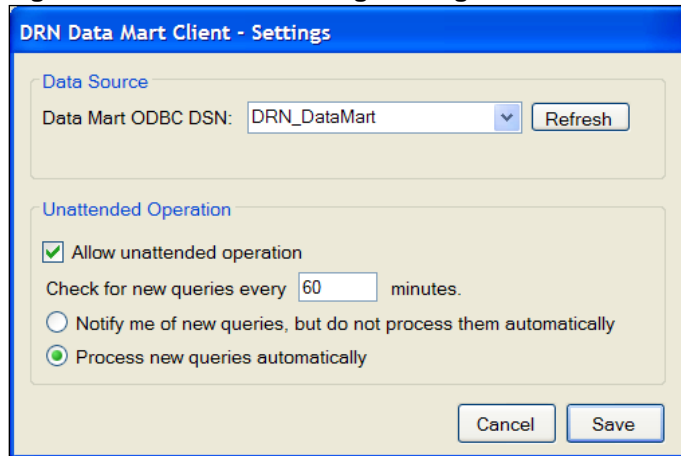 DRN Data Mart Client - Settings
Data Source
Data Mart ODBC DSN: DRN_DataMart Refresh
Unattended Operation
Allow unattended operation
Check for new queries every 60 minutes.
Notify me of new queries, but do not process them automatically
Process new queries automatically
Cancel Save